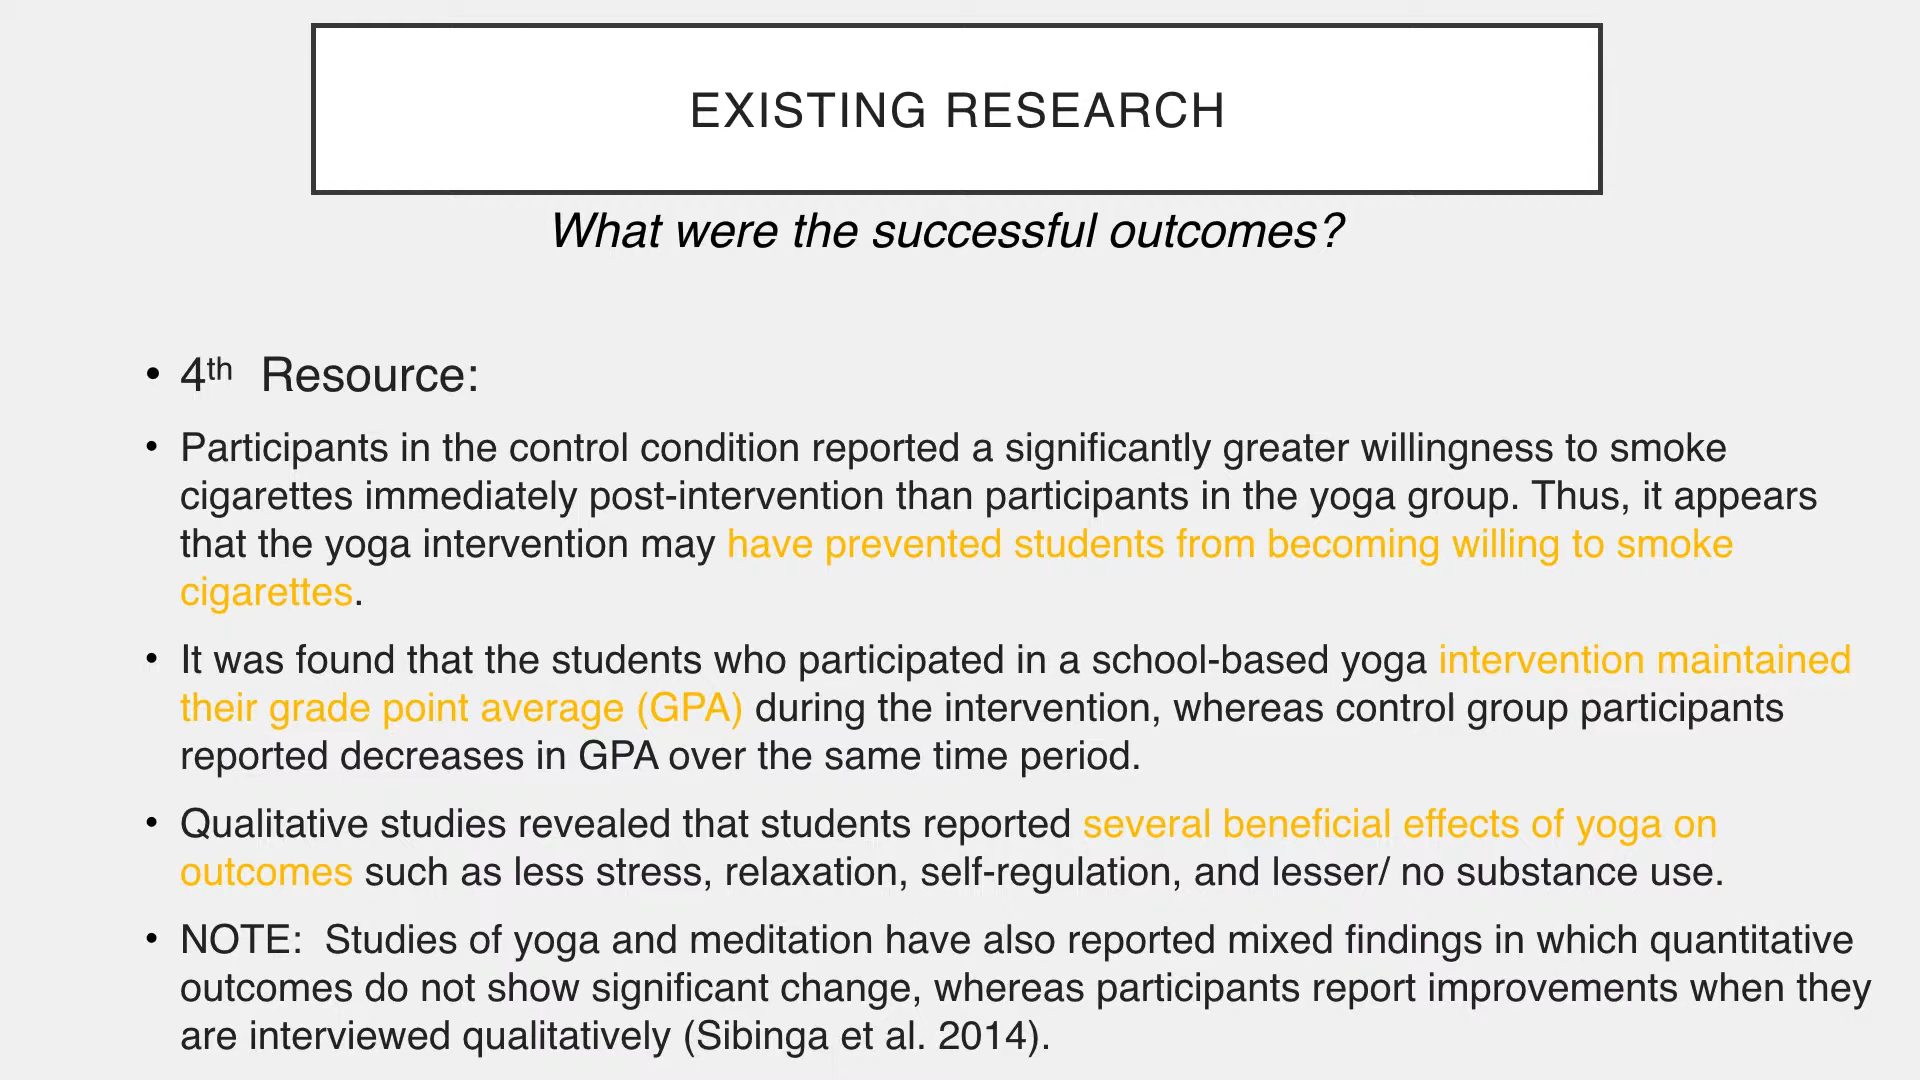 EXISTING RESEARCH
What were the successful outcomes?
• 4th Resource:
• Participants in the control condition reported a significantly greater willingness to smoke
cigarettes immediately post-intervention than participants in the yoga group. Thus, it appears
that the yoga intervention may have prevented students from becoming willing to smoke
cigarettes.
• It was found that the students who participated in a school-based yoga intervention maintained
their grade point average (GPA) during the intervention, whereas control group participants
reported decreases in GPA over the same time period.
• Qualitative studies revealed that students reported several beneficial effects of yoga on
outcomes such as less stress, relaxation, self-regulation, and lesser/ no substance use.
• NOTE:  Studies of yoga and meditation have also reported mixed findings in which quantitative
outcomes do not show significant change, whereas participants report improvements when they
are interviewed qualitatively (Sibinga et al. 2014).